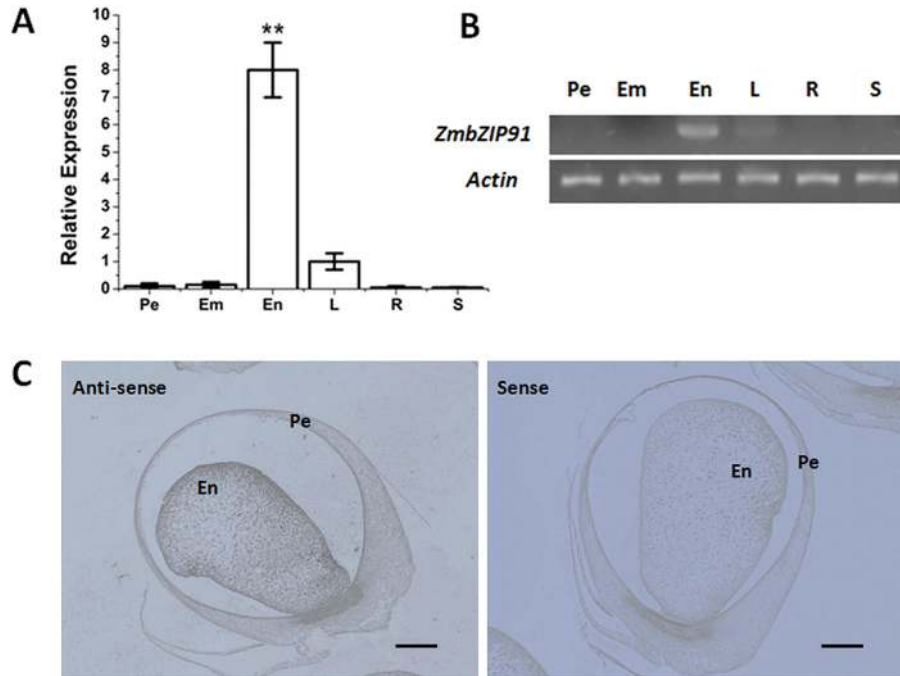 A
Relative Expression
10
9
8
7
6
5
4
3
2
1
0
**
Pe Em En L R S
B
Pe Em En L R S
ZmbZIP91
Actin
C
Anti-sense
Pe
En
Sense
En
Pe